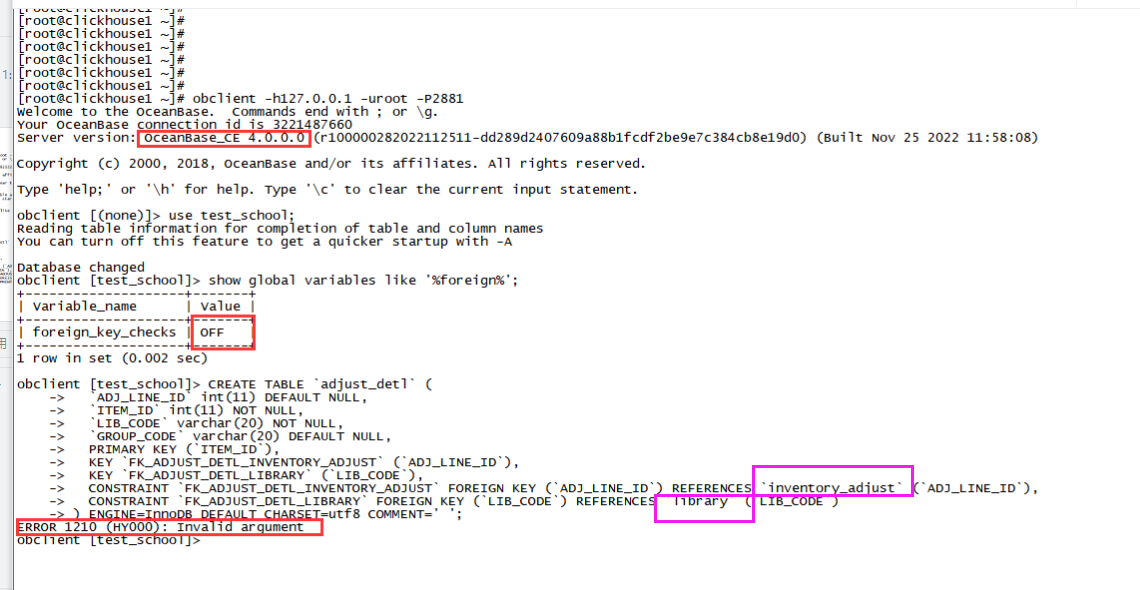 [root@clickhouse1 ~]#
[root@clickhouse1 ~]#
[root@clickhouse1 ~]#
[root@clickhouse1 ~]#
[root@clickhouse1 ~]#
[root@clickhouse1 ~]#
[root@clickhouse1 ~]#
[root@clickhouse1 ~]# obclient -h127.0.0.1 -uroot -P2881
Welcome to the OceanBase.  Commands end with ; or \g.
Your OceanBase connection id is 3221487660
Server version: OceanBase_CE 4.0.0.0 (r100000282022112511-dd289d2407609a88b1fcdf2be9e7c384cb8e19d0) (Built Nov 25 2022 11:58:08)
Copyright (c) 2000, 2018, OceanBase and/or its affiliates. All rights reserved.
Type 'help;' or '\h' for help. Type '\c' to clear the current input statement.
obclient [(none)]> use test_school;
Reading table information for completion of table and column names
You can turn off this feature to get a quicker startup with -A
Database changed
obclient [test_school]> show global variables like '%foreign%';
+--------------------+-------+
| Variable_name      | Value |
+--------------------+-------+
| foreign_key_checks | OFF   |
+--------------------+-------+
1 row in set (0.002 sec)
obclient [test_school]> CREATE TABLE `adjust_detl` (
    ->   `ADJ_LINE_ID` int(11) DEFAULT NULL,
    ->   `ITEM_ID` int(11) NOT NULL,
    ->   `LIB_CODE` varchar(20) NOT NULL,
    ->   `GROUP_CODE` varchar(20) DEFAULT NULL,
    ->   PRIMARY KEY (`ITEM_ID`),
    ->   KEY `FK_ADJUST_DETL_INVENTORY_ADJUST` (`ADJ_LINE_ID`),
    ->   KEY `FK_ADJUST_DETL_LIBRARY` (`LIB_CODE`),
    ->   CONSTRAINT `FK_ADJUST_DETL_INVENTORY_ADJUST` FOREIGN KEY (`ADJ_LINE_ID`) REFERENCES `inventory_adjust` (`ADJ_LINE_ID`),
    ->   CONSTRAINT `FK_ADJUST_DETL_LIBRARY` FOREIGN KEY (`LIB_CODE`) REFERENCES `library` (`LIB_CODE`)
    -> ) ENGINE=InnoDB DEFAULT CHARSET=utf8 COMMENT=' ';
ERROR 1210 (HY000): Invalid argument
obclient [test_school]>